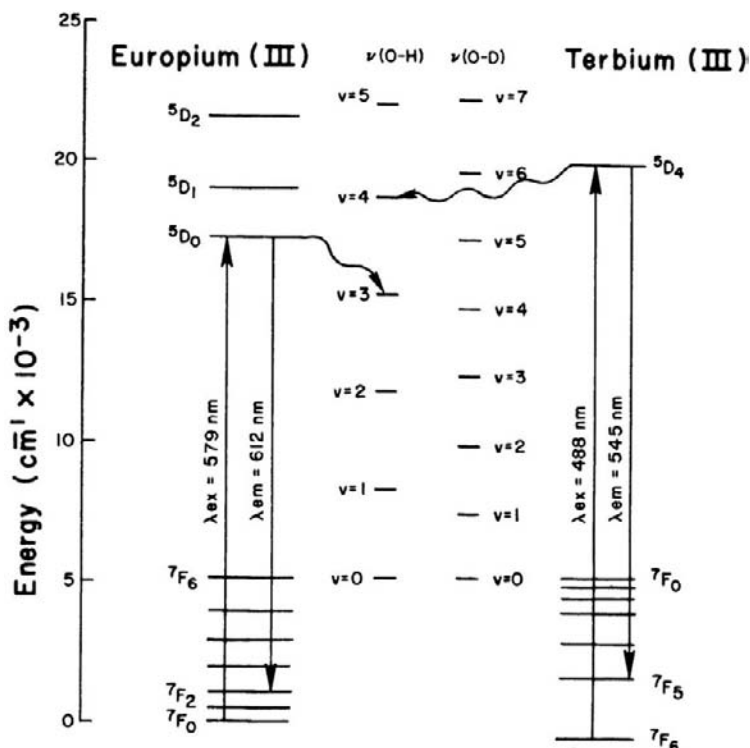 25
Europium (III)
ν(O-H)
ν(O-D)
Terbium (III)
v=5
v=7
⁵D₂
20
v=6
⁵D₄
⁵D₁
v=4
⁵D₀
v=5
15
v=3
v=4
v=3
v=2
10
v=2
v=1
v=1
Energy (cm̄¹ × 10⁻³)
λex = 579 nm
λem = 612 nm
λex = 488 nm
λem = 545 nm
⁷F₆
5
v=0
v=0
⁷F₀
⁷F₂
⁷F₅
⁷F₀
0
⁷F₆